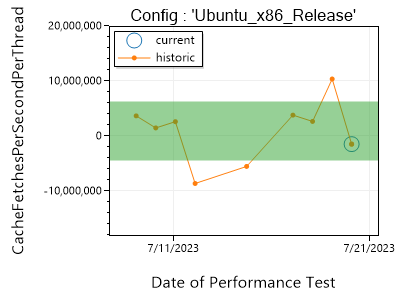 Config : 'Ubuntu_x86_Release'
CacheFetchesPerSecondPerThread
20,000,000
10,000,000
0
-10,000,000
current
historic
7/11/2023
7/21/2023
Date of Performance Test